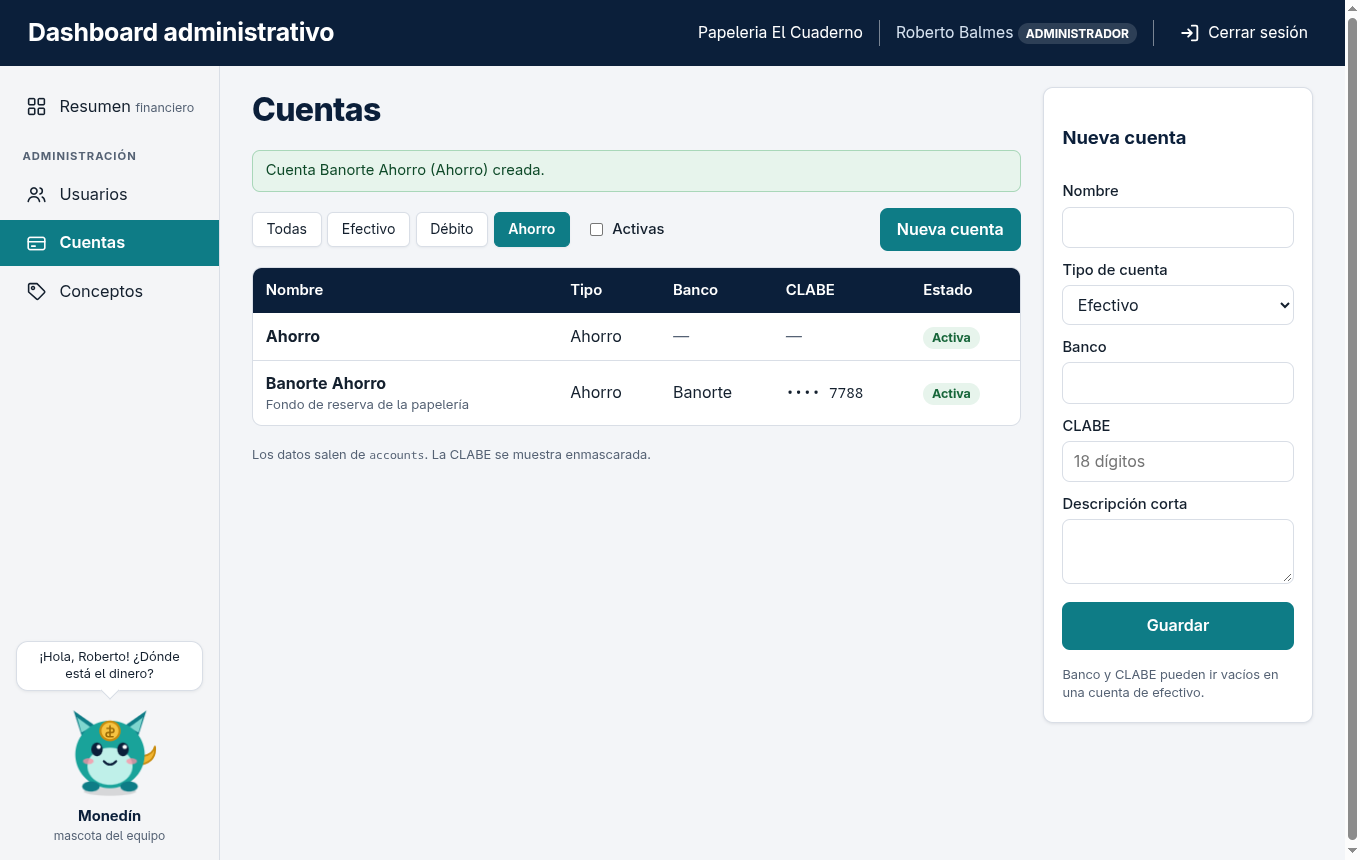 Dashboard administrativo
Papeleria El Cuaderno
Roberto Balmes ADMINISTRADOR
Cerrar sesión
Resumen financiero
ADMINISTRACIÓN
Usuarios
Cuentas
Conceptos
¡Hola, Roberto! ¿Dónde
está el dinero?
Monedín
mascota del equipo
Cuentas
Cuenta Banorte Ahorro (Ahorro) creada.
Todas Efectivo Débito Ahorro Activas Nueva cuenta
Nombre Tipo Banco CLABE Estado
Ahorro Ahorro — — Activa
Banorte Ahorro Ahorro Banorte •••• 7788 Activa
Fondo de reserva de la papelería
Los datos salen de accounts. La CLABE se muestra enmascarada.
Nueva cuenta
Nombre
Tipo de cuenta
Efectivo
Banco
CLABE
18 dígitos
Descripción corta
Guardar
Banco y CLABE pueden ir vacíos en
una cuenta de efectivo.